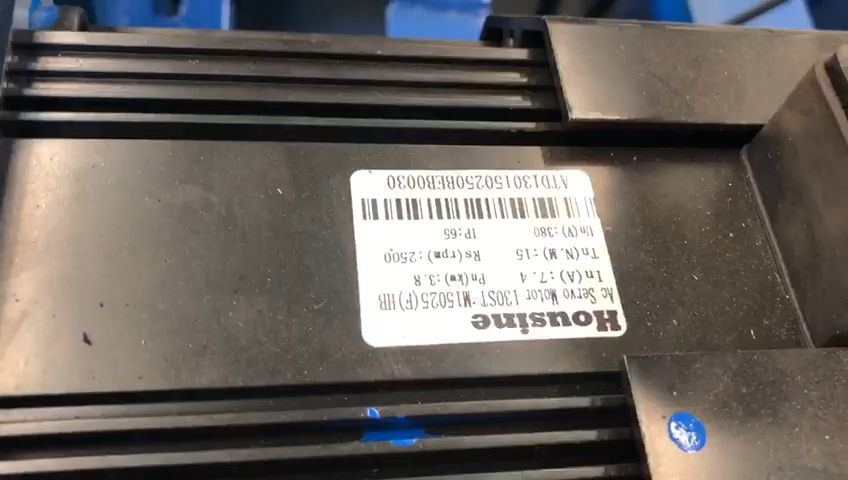 Housine
Ac Servo Motor 130ST-M15025(F)HB
In(A):7.4 Pn(kw):3.8
Tn(N.M):15 Rs(rpm):2500
Un(V):380 IP:65
ATD130150250BEB0030